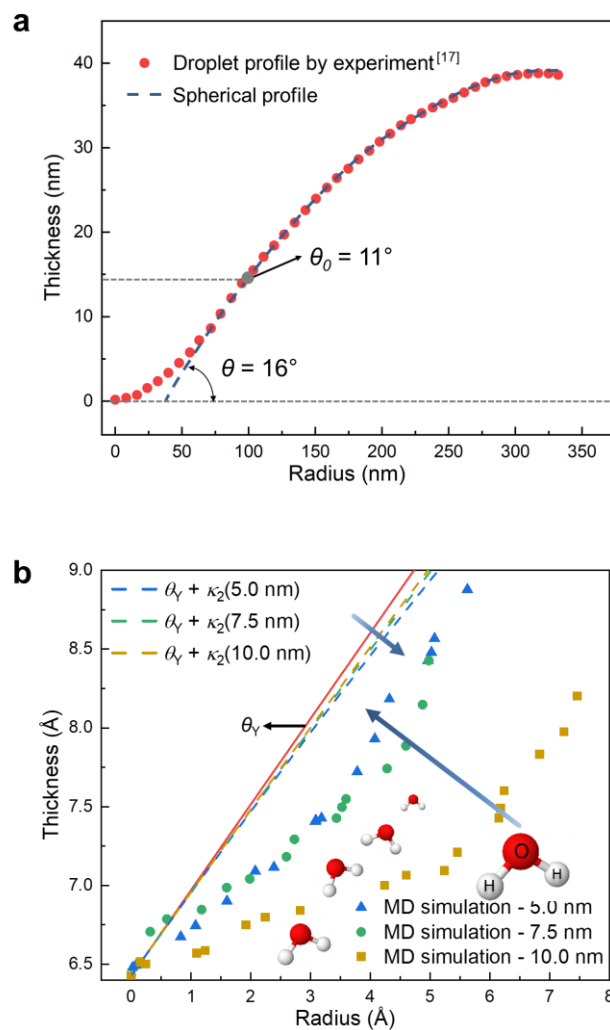 a
Droplet profile by experiment[17]
Spherical profile
40
30
20
10
0
Thickness (nm)
θ0 = 11°
θ = 16°
0 50 100 150 200 250 300 350
Radius (nm)
b
θY + κ2(5.0 nm)
θY + κ2(7.5 nm)
θY + κ2(10.0 nm)
θY
9.0
8.5
8.0
7.5
7.0
6.5
Thickness (Å)
O
H H
MD simulation - 5.0 nm
MD simulation - 7.5 nm
MD simulation - 10.0 nm
0 1 2 3 4 5 6 7 8
Radius (Å)